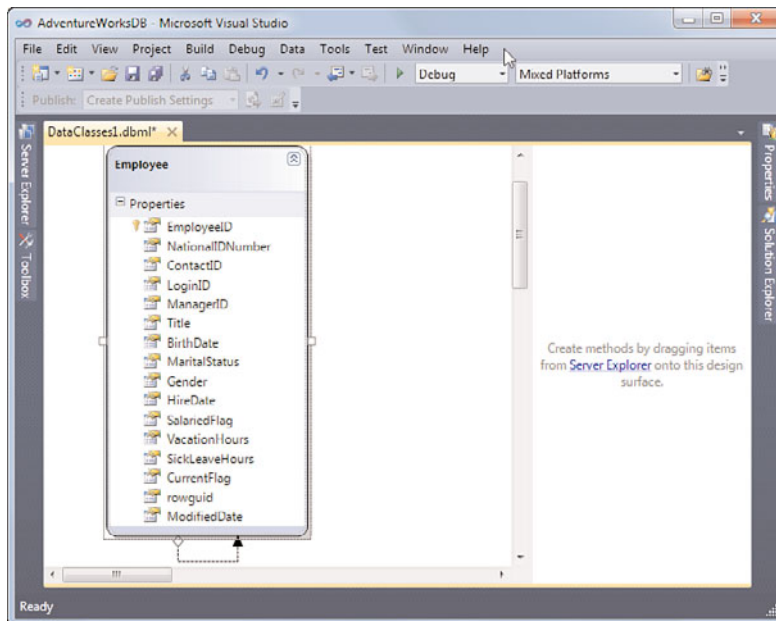 AdventureWorksDB - Microsoft Visual Studio
File Edit View Project Build Debug Data Tools Test Window Help
Debug Mixed Platforms
Publish: Create Publish Settings
DataClasses1.dbml*
Server Explorer
Toolbox
Employee
Properties
EmployeeID
NationalIDNumber
ContactID
LoginID
ManagerID
Title
BirthDate
MaritalStatus
Gender
HireDate
SalariedFlag
VacationHours
SickLeaveHours
CurrentFlag
rowguid
ModifiedDate
Create methods by dragging items
from Server Explorer onto this design
surface.
Properties
Solution Explorer
Ready